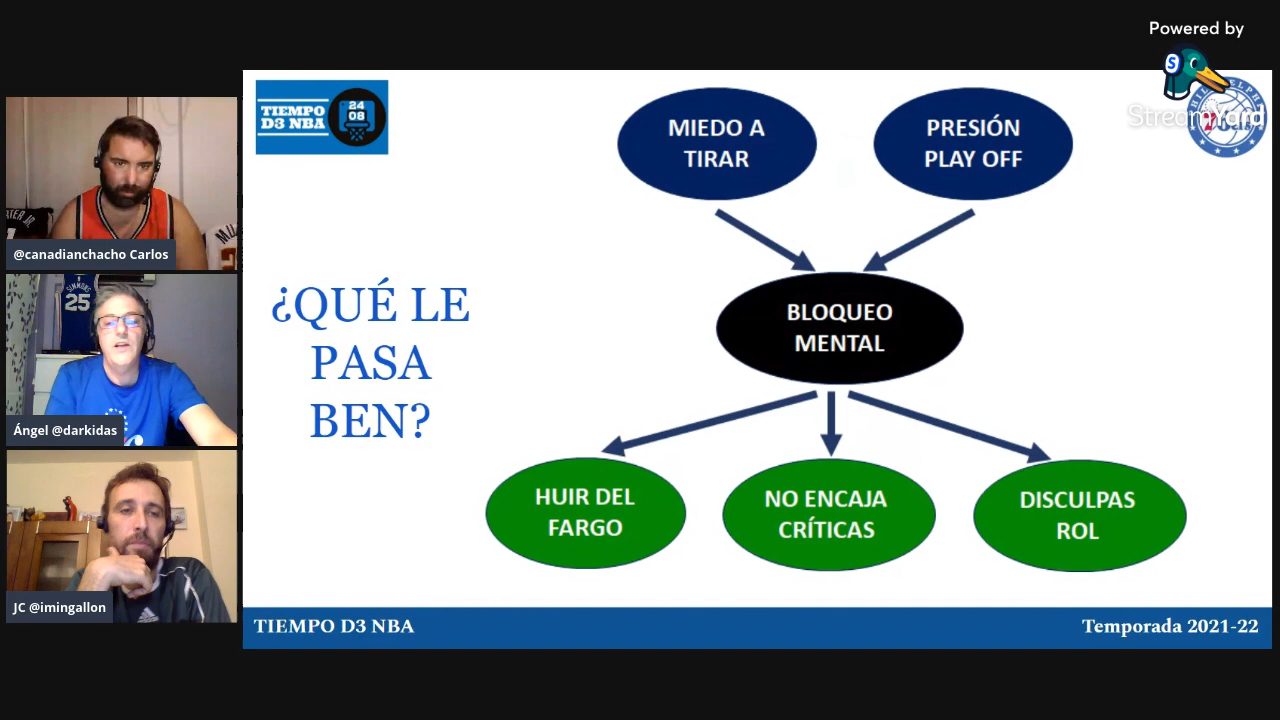 Powered by
StreamYard
TIEMPO
D3 NBA
24
08
MIEDO A
TIRAR
PRESIÓN
PLAY OFF
BLOQUEO
MENTAL
¿QUÉ LE
PASA
BEN?
HUIR DEL
FARGO
NO ENCAJA
CRÍTICAS
DISCULPAS
ROL
@canadianchacho Carlos
SIMMONS
25
Ángel @darkidas
JC @imingallon
TIEMPO D3 NBA
Temporada 2021-22